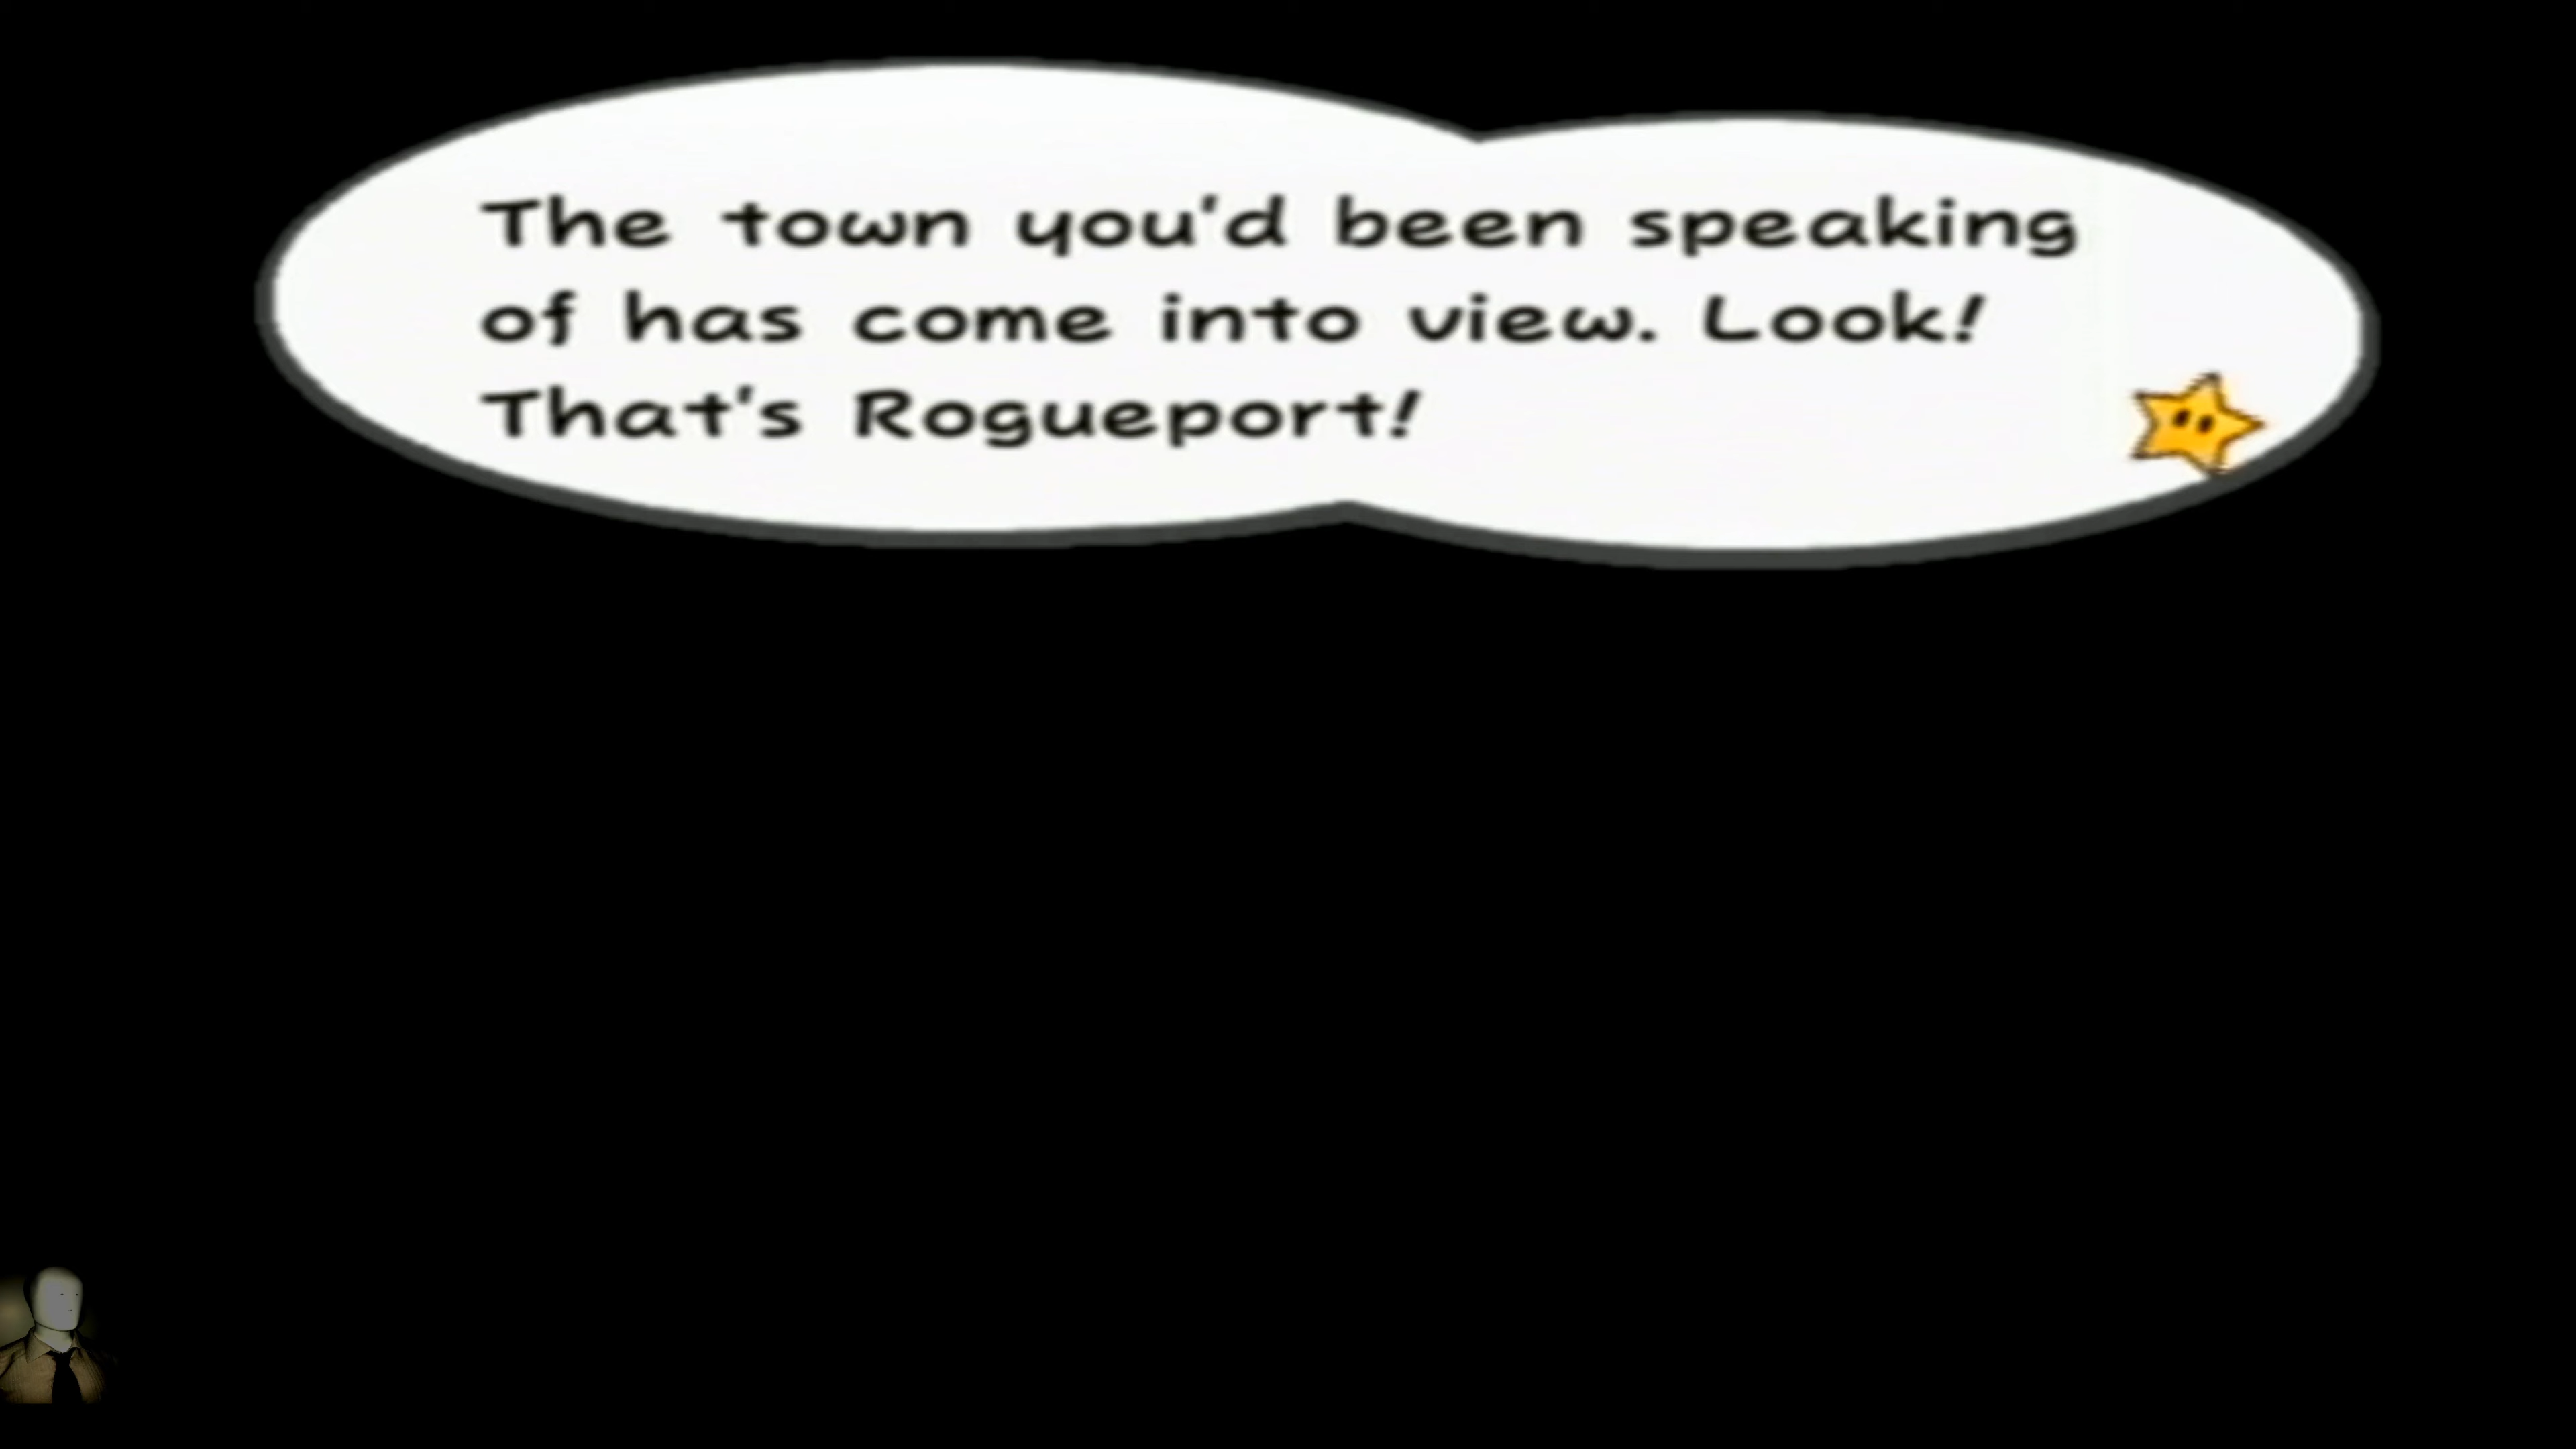 The town you'd been speaking
of has come into view. Look!
That's Rogueport!